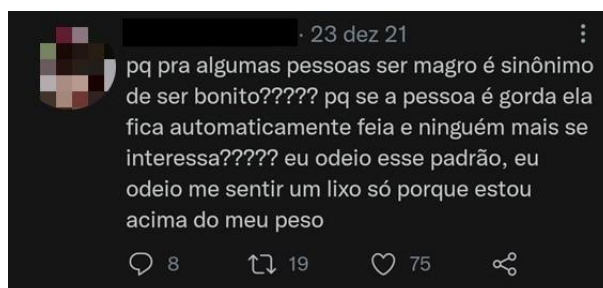 · 23 dez 21
pq pra algumas pessoas ser magro é sinônimo
de ser bonito????? pq se a pessoa é gorda ela
fica automaticamente feia e ninguém mais se
interessa????? eu odeio esse padrão, eu
odeio me sentir um lixo só porque estou
acima do meu peso
8 19 75